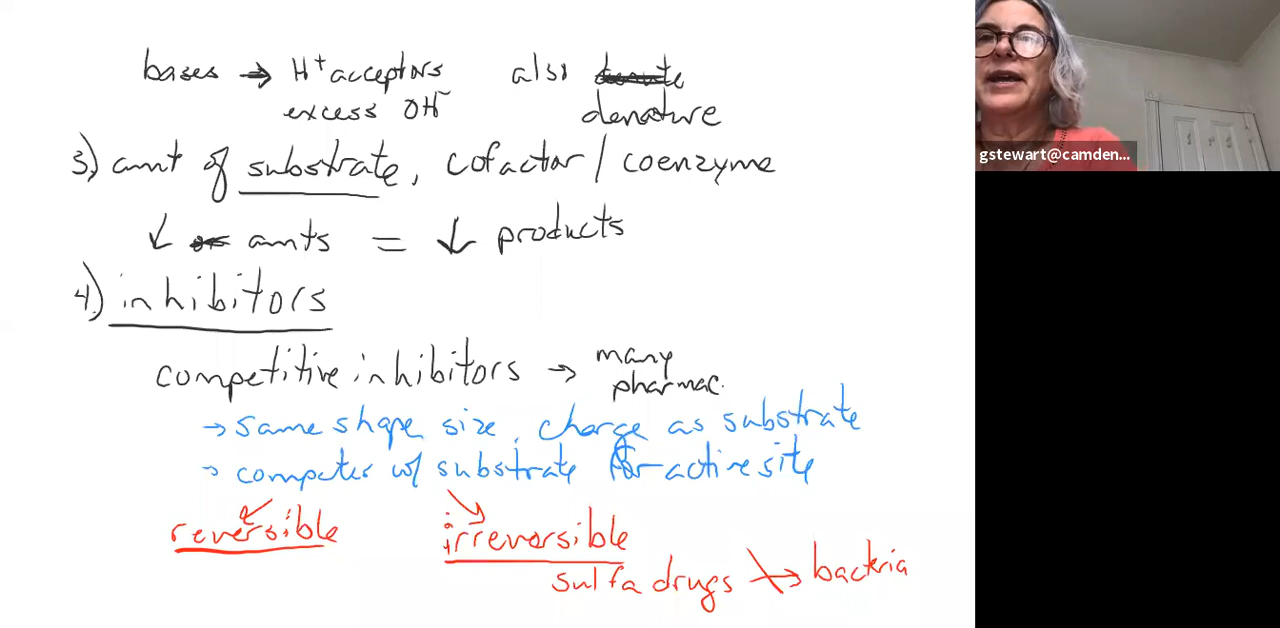 bases → H⁺ acceptors also
excess OH⁻ denature
3.) amt of substrate, cofactor / coenzyme
↓ amts = ↓ products
4.) inhibitors
competitive inhibitors → many
pharmac.
→ same shape size, charge as substrate
→ competes w/ substrate for active site
reversible irreversible
sulfa drugs → bacteria
gstewart@camden...